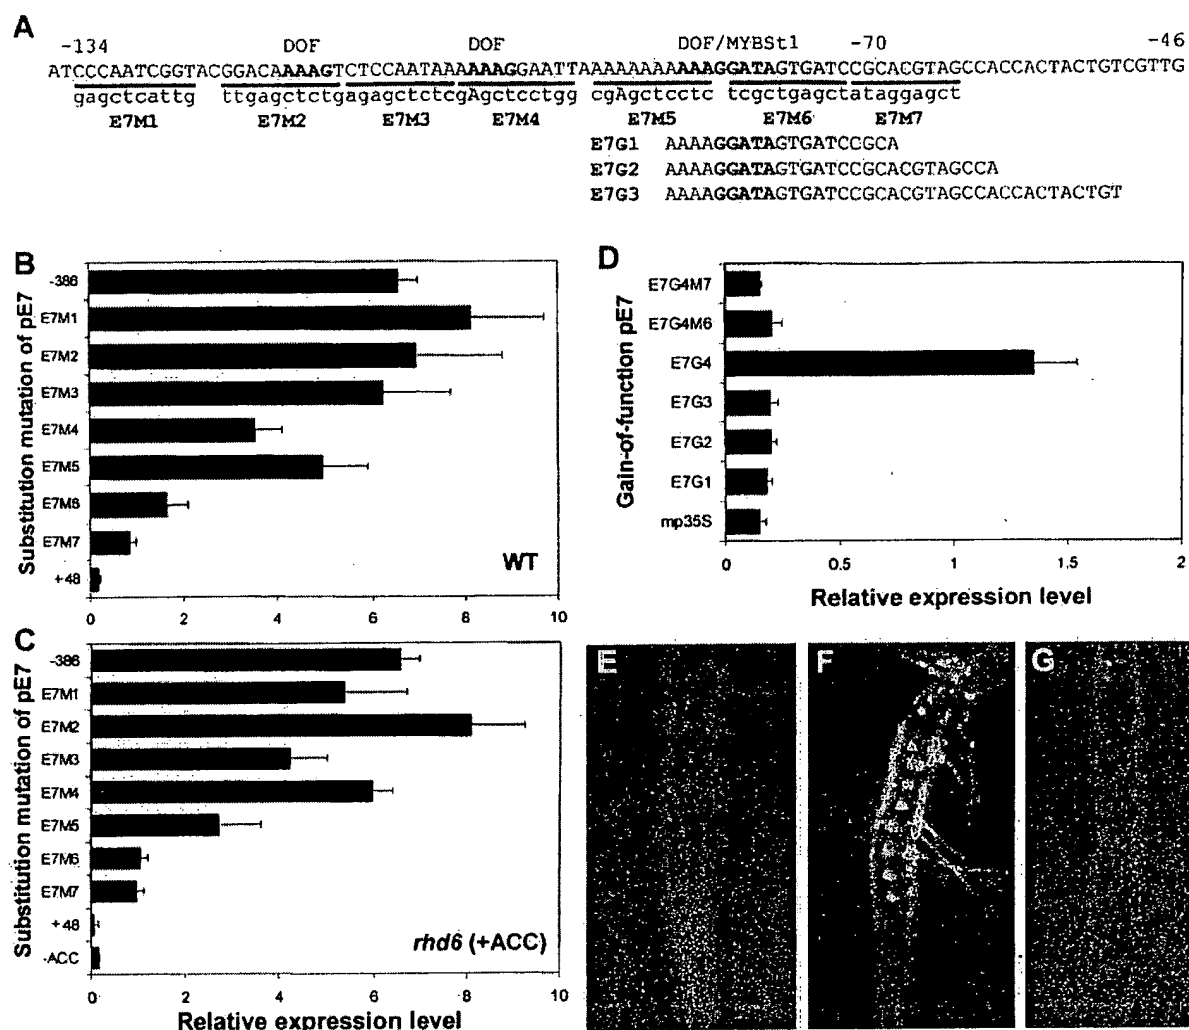 A
-134 DOF DOF DOF/MYBSt1 -70 -46
ATCCCAATCGGTACGGACAAAAGTCTCCAATAAAAAAGGAATTAAAAAAAAAAAGGATAGTGATCCGCACGTAGCCACCACTACTGTCGTTG
gagctcattg ttgagctctgagagctctcgAgctcctgg cgAgctcctc tcgctgagctataggagct
E7M1 E7M2 E7M3 E7M4 E7M5 E7M6 E7M7
E7G1 AAAAGGATAGTGATCCGCA
E7G2 AAAAGGATAGTGATCCGCACGTAGCCA
E7G3 AAAAGGATAGTGATCCGCACGTAGCCACCACTACTGT
B
Substitution mutation of pE7
-386
E7M1
E7M2
E7M3
E7M4
E7M5
E7M6
E7M7
+48
WT
0 2 4 6 8 10
C
Substitution mutation of pE7
-386
E7M1
E7M2
E7M3
E7M4
E7M5
E7M6
E7M7
+48
-ACC
rhd6 (+ACC)
0 2 4 6 8 10
Relative expression level
D
Gain-of-function pE7
E7G4M7
E7G4M6
E7G4
E7G3
E7G2
E7G1
mp35S
0 0.5 1 1.5 2
Relative expression level
E F G